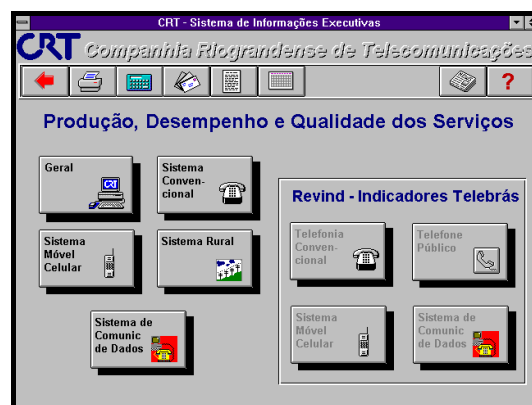 CRT - Sistema de Informações Executivas
CRT Companhia Riograndense de Telecomunicações
?
Produção, Desempenho e Qualidade dos Serviços
Geral
CRT
Sistema
Conven-
cional
Sistema
Móvel
Celular
Sistema Rural
Sistema de
Comunic
de Dados
Revind - Indicadores Telebrás
Telefonia
Conven-
cional
Telefone
Público
Sistema
Móvel
Celular
Sistema de
Comunic
de Dados